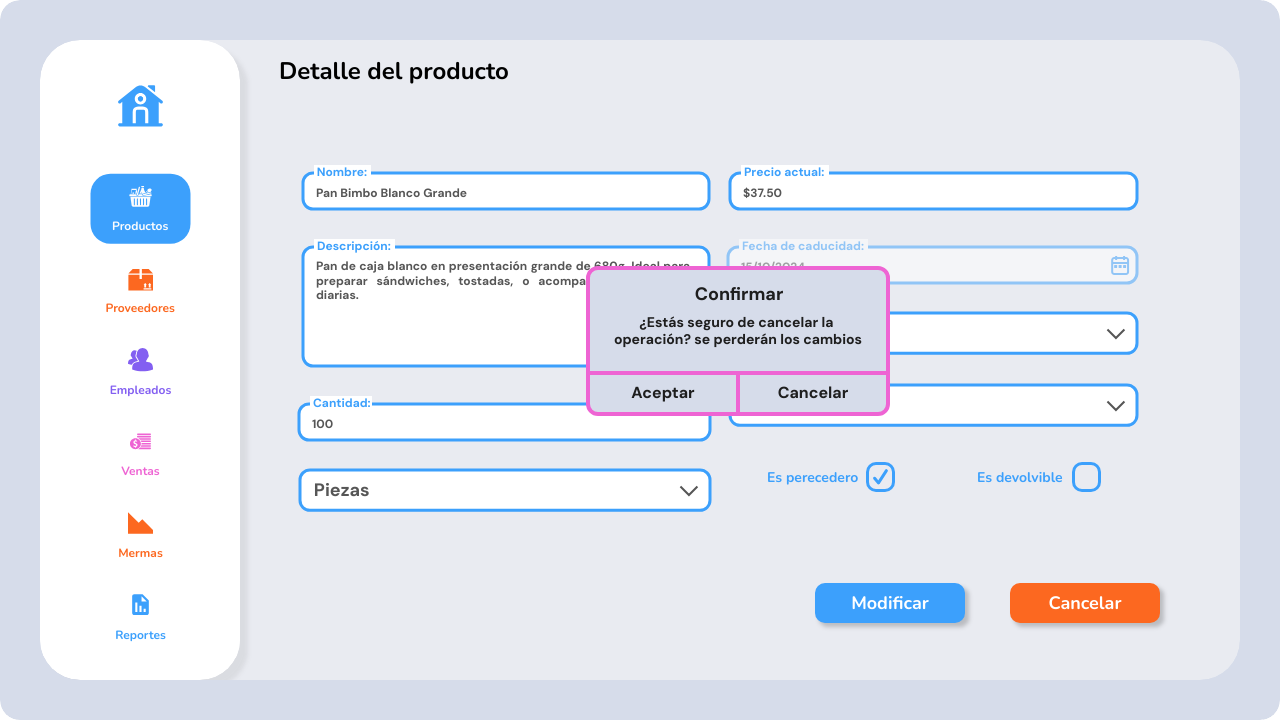 Detalle del producto
Productos
Proveedores
Empleados
Ventas
Mermas
Reportes
Nombre:
Pan Bimbo Blanco Grande
Precio actual:
$37.50
Descripción:
Pan de caja blanco en presentación grande de 680g. Ideal para
preparar sándwiches, tostadas, o
diarias.
Fecha de caducidad:
15/10/2024
Confirmar
¿Estás seguro de cancelar la
operación? se perderán los cambios
Aceptar
Cancelar
Cantidad:
100
Piezas
Es perecedero
Es devolvible
Modificar
Cancelar